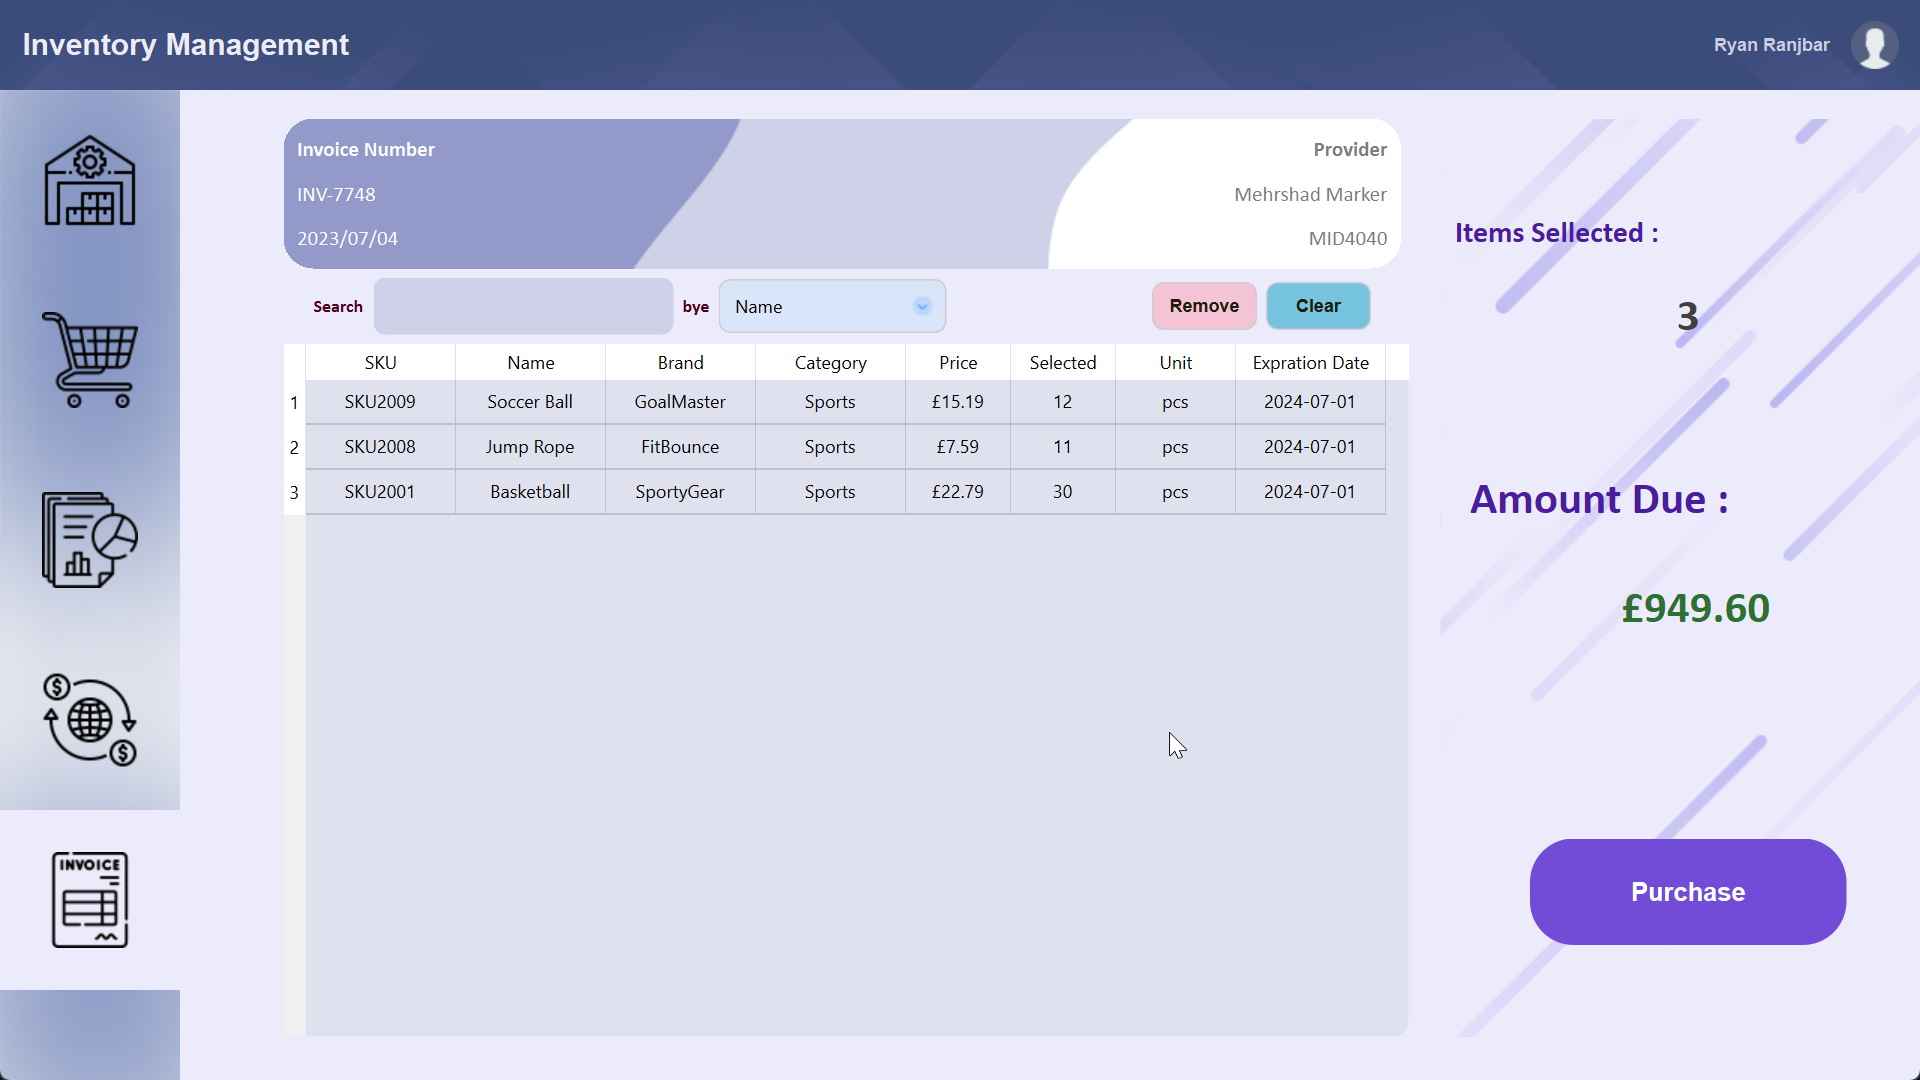 Inventory Management
Ryan Ranjbar
Invoice Number
INV-7748
2023/07/04
Provider
Mehrshad Marker
MID4040
Search
bye
Name
Remove
Clear
SKU Name Brand Category Price Selected Unit Expration Date
1 SKU2009 Soccer Ball GoalMaster Sports £15.19 12 pcs 2024-07-01
2 SKU2008 Jump Rope FitBounce Sports £7.59 11 pcs 2024-07-01
3 SKU2001 Basketball SportyGear Sports £22.79 30 pcs 2024-07-01
Items Sellected :
3
Amount Due :
£949.60
Purchase
$
$
INVOICE